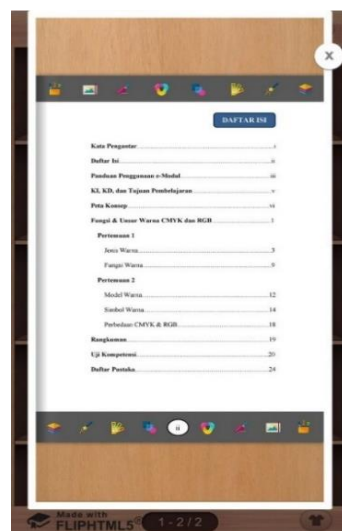 DAFTAR ISI
Kata Pengantar i
Daftar Isi ii
Panduan Penggunaan e-Modul iii
KI, KD, dan Tujuan Pembelajaran v
Peta Konsep vi
Fungsi & Unsur Warna CMYK dan RGB 1
Pertemuan 1
Jenis Warna 3
Fungsi Warna 9
Pertemuan 2
Model Warna 12
Simbol Warna 14
Perbedaan CMYK & RGB 18
Rangkuman 19
Uji Kompetensi 20
Daftar Pustaka 24
ii
Made with
FLIPHTML5
1-2/2